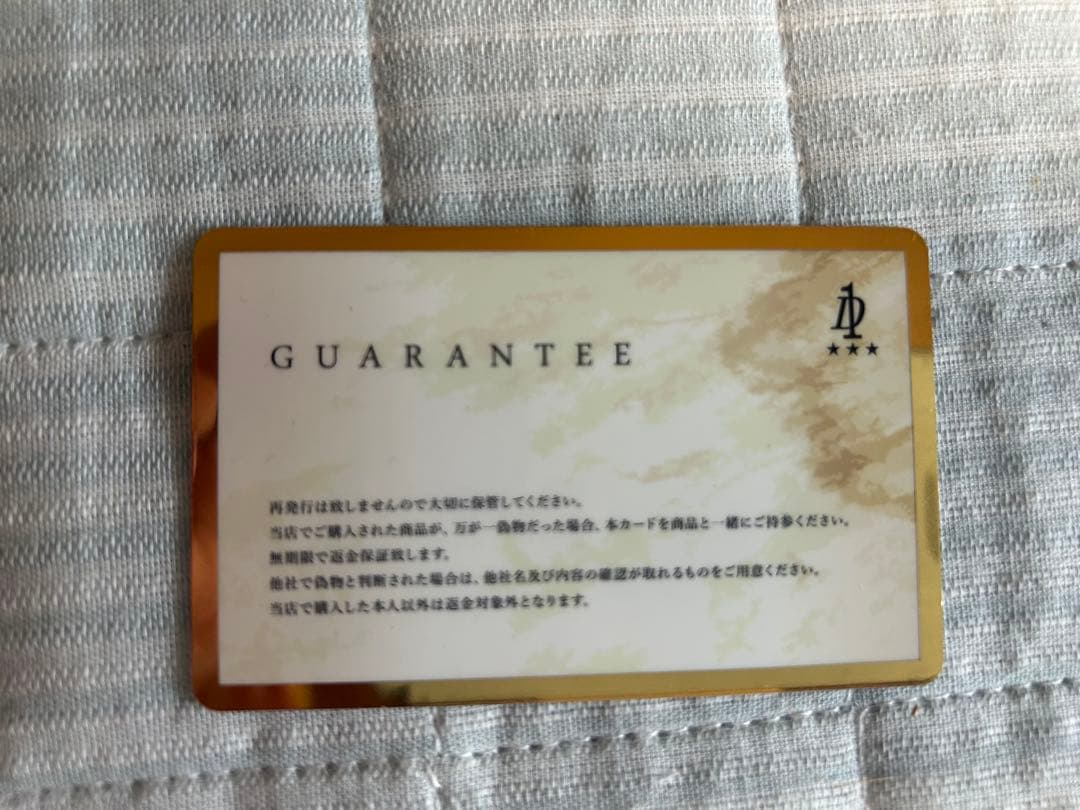 GUARANTEE
★★★
再発行は致しませんので大切に保管してください。
当店でご購入された商品が、万が一偽物だった場合、本カードを商品と一緒にご持参ください。
無期限で返金保証致します。
他社で偽物と判断された場合は、他社名及び内容の確認が取れるものをご用意ください。
当店で購入した本人以外は返金対象外となります。